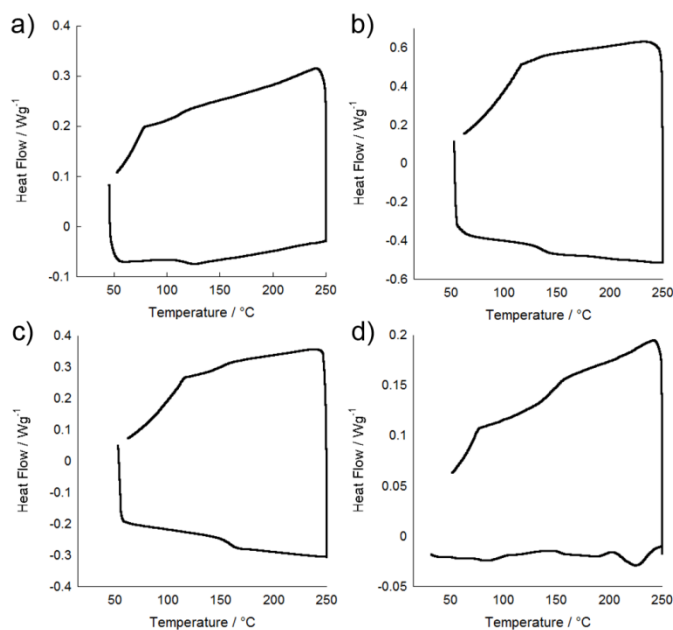 a)
0.4
0.3
0.2
0.1
0
-0.1
Heat Flow / Wg⁻¹
50 100 150 200 250
Temperature / °C
b)
0.6
0.4
0.2
0
-0.2
-0.4
-0.6
Heat Flow / Wg⁻¹
50 100 150 200 250
Temperature / °C
c)
0.4
0.3
0.2
0.1
0
-0.1
-0.2
-0.3
-0.4
Heat Flow / Wg⁻¹
50 100 150 200 250
Temperature / °C
d)
0.2
0.15
0.1
0.05
0
-0.05
Heat Flow / Wg⁻¹
50 100 150 200 250
Temperature / °C